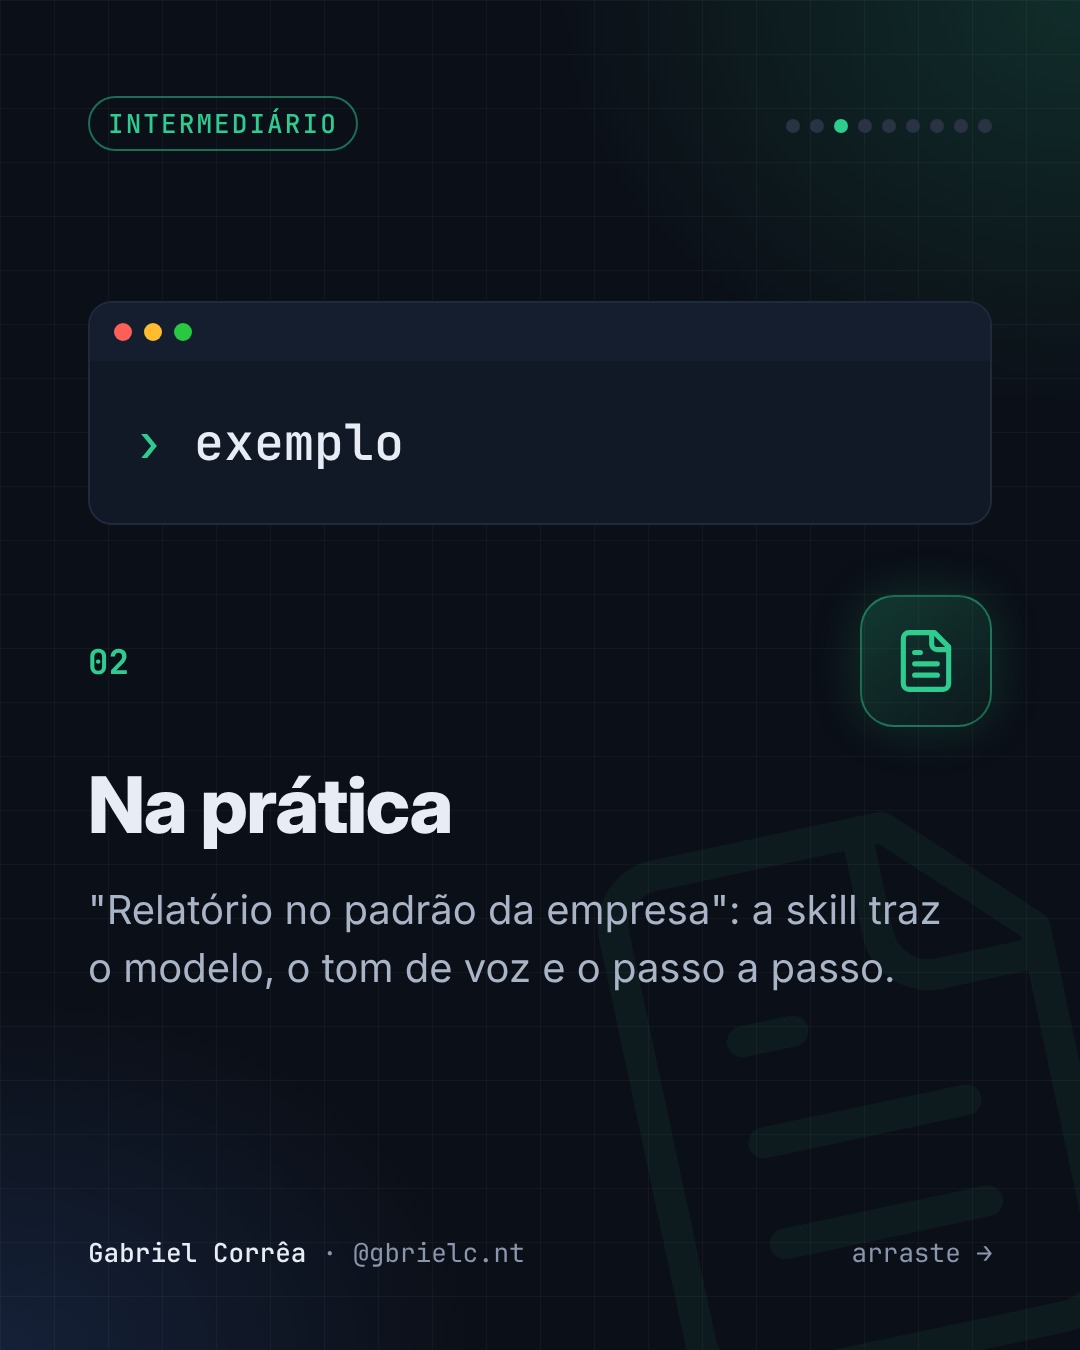 INTERMEDIÁRIO
› exemplo
02
Na prática
"Relatório no padrão da empresa": a skill traz
o modelo, o tom de voz e o passo a passo.
Gabriel Corrêa · @gbrielc.nt
arraste →